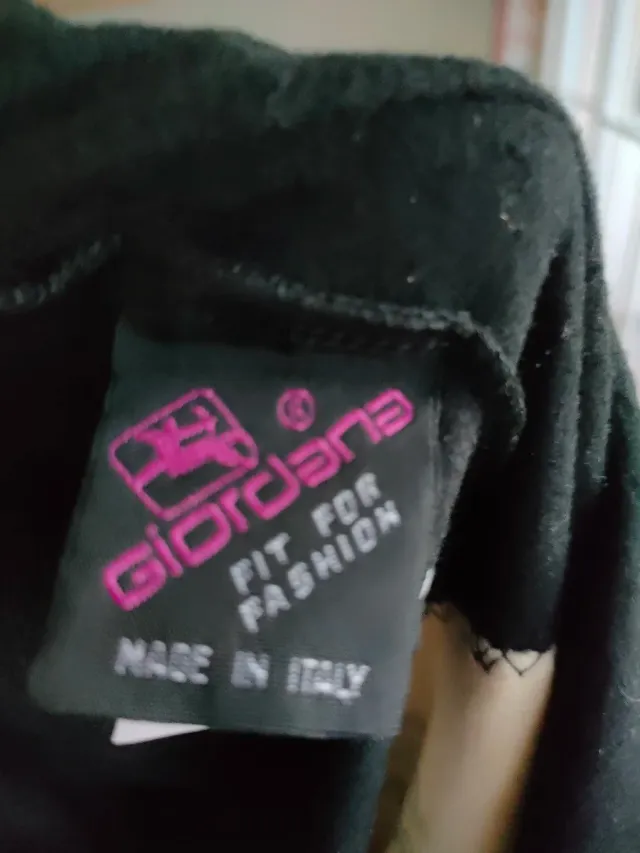 ®
Giordana
FIT FOR
FASHION
MADE IN ITALY